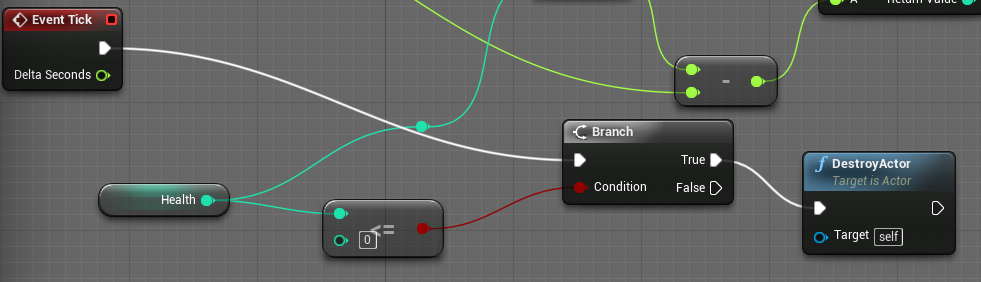 Event Tick
Delta Seconds
A
Return Value
-
Branch
True
Condition
False
Health
<=
0
f DestroyActor
Target is Actor
Target self